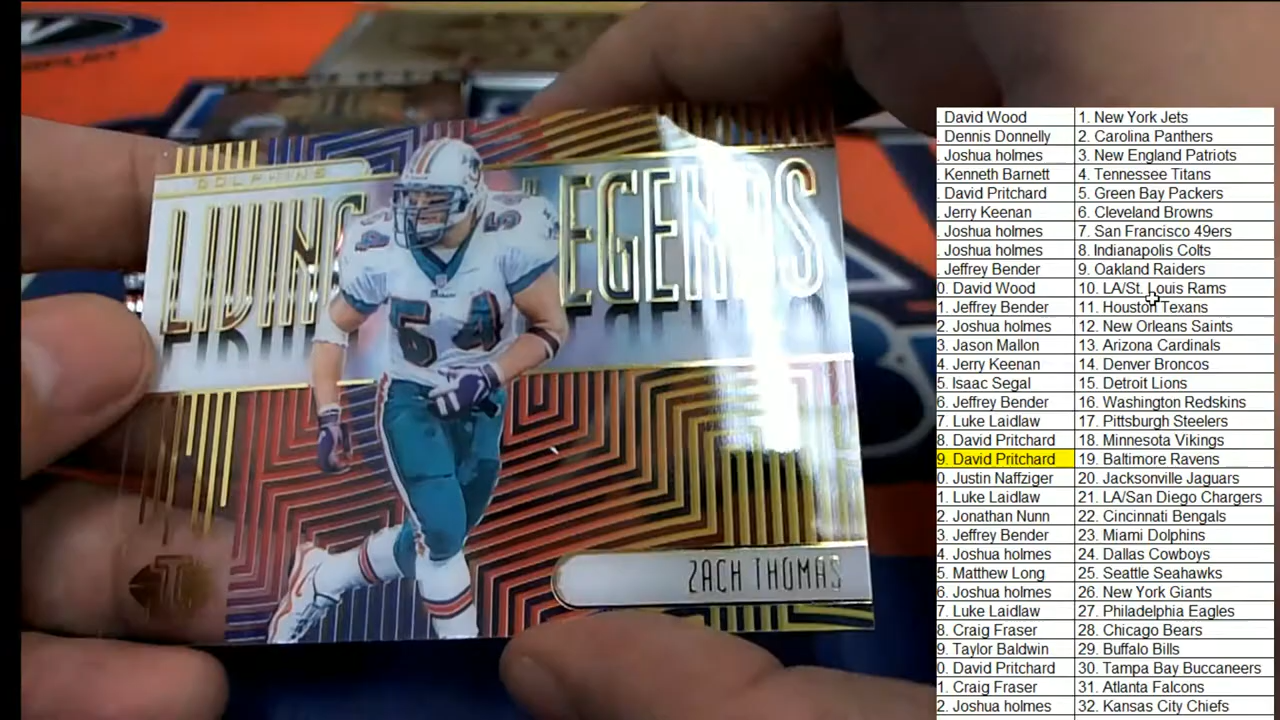 DOLPHINS
LIVING LEGENDS
54
54
ZACH THOMAS
. David Wood 1. New York Jets
. Dennis Donnelly 2. Carolina Panthers
. Joshua holmes 3. New England Patriots
. Kenneth Barnett 4. Tennessee Titans
. David Pritchard 5. Green Bay Packers
. Jerry Keenan 6. Cleveland Browns
. Joshua holmes 7. San Francisco 49ers
. Joshua holmes 8. Indianapolis Colts
. Jeffrey Bender 9. Oakland Raiders
0. David Wood 10. LA/St. Louis Rams
1. Jeffrey Bender 11. Houston Texans
2. Joshua holmes 12. New Orleans Saints
3. Jason Mallon 13. Arizona Cardinals
4. Jerry Keenan 14. Denver Broncos
5. Isaac Segal 15. Detroit Lions
6. Jeffrey Bender 16. Washington Redskins
7. Luke Laidlaw 17. Pittsburgh Steelers
8. David Pritchard 18. Minnesota Vikings
9. David Pritchard 19. Baltimore Ravens
0. Justin Naffziger 20. Jacksonville Jaguars
1. Luke Laidlaw 21. LA/San Diego Chargers
2. Jonathan Nunn 22. Cincinnati Bengals
3. Jeffrey Bender 23. Miami Dolphins
4. Joshua holmes 24. Dallas Cowboys
5. Matthew Long 25. Seattle Seahawks
6. Joshua holmes 26. New York Giants
7. Luke Laidlaw 27. Philadelphia Eagles
8. Craig Fraser 28. Chicago Bears
9. Taylor Baldwin 29. Buffalo Bills
0. David Pritchard 30. Tampa Bay Buccaneers
1. Craig Fraser 31. Atlanta Falcons
2. Joshua holmes 32. Kansas City Chiefs